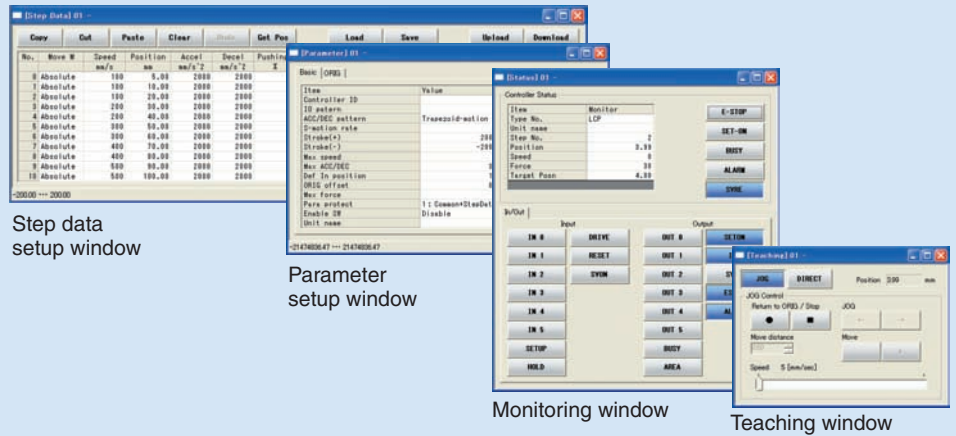 [Step Data] 01 -
Copy Cut Paste Clear Undo Get Pos Load Save Upload Download
No. Move M Speed Position Accel Decel Pushing
mm/s mm mm/s^2 mm/s^2 %
0 Absolute 100 5.00 2000 2000
1 Absolute 100 10.00 2000 2000
2 Absolute 100 20.00 2000 2000
3 Absolute 200 30.00 2000 2000
4 Absolute 200 40.00 2000 2000
5 Absolute 300 50.00 2000 2000
6 Absolute 300 60.00 2000 2000
7 Absolute 400 70.00 2000 2000
8 Absolute 400 80.00 2000 2000
9 Absolute 500 90.00 2000 2000
10 Absolute 500 100.00 2000 2000
-200.00 --- 200.00
Step data
setup window
[Parameter] 01 -
Basic ORIG
Item Value
Controller ID
IO patern
ACC/DEC pattern Trapezoid-motion
S-motion rate
Stroke(+) 200
Stroke(-) -200
Max speed
Max ACC/DEC
Def In position
ORIG offset
Max force
Para protect 1: Common+StepDat
Enable SW Disable
Unit name
-2147483647 --- 2147483647
Parameter
setup window
[Status] 01 -
Controller Status
Item Monitor
Type No. LCP
Unit name
Step No. 2
Position 3.99
Speed 0
Force 30
Target Posn 4.00
E-STOP
SET-ON
BUSY
ALARM
SVRE
In/Out
Input Output
IN 0 DRIVE OUT 0 SETON
IN 1 RESET OUT 1
IN 2 SVON OUT 2
IN 3 OUT 3
IN 4 OUT 4
IN 5 OUT 5
SETUP BUSY
HOLD AREA
Monitoring window
[Teaching] 01 -
JOG DIRECT Position 3.99 mm
JOG Control
Return to ORIG / Stop JOG
Move distance Move
Speed 5 [mm/sec]
Teaching window